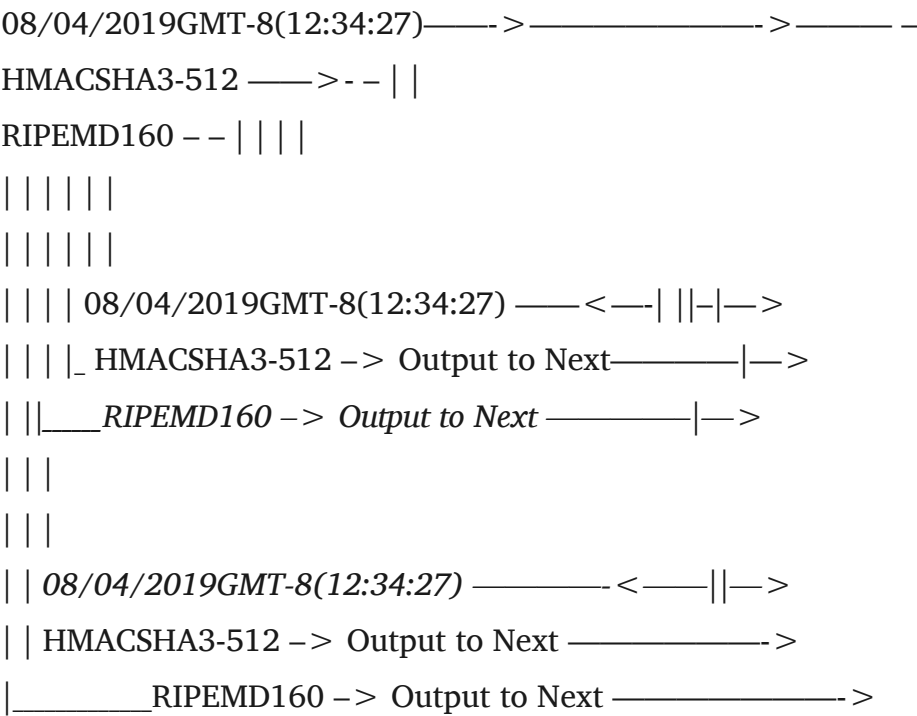 08/04/2019GMT-8(12:34:27)——->———————————->———— –
HMACSHA3-512 ———>- – | |
RIPEMD160 – – | | | |
| | | | | |
| | | | | |
| | | | 08/04/2019GMT-8(12:34:27) ——<—-| ||–|—>
| | | |_ HMACSHA3-512 –> Output to Next——————|—>
| ||______RIPEMD160 –> Output to Next ———————|—>
| | |
| | |
| | 08/04/2019GMT-8(12:34:27) ——————-<———||—>
| | HMACSHA3-512 –> Output to Next —————————->
|_____________RIPEMD160 –> Output to Next ———————————->